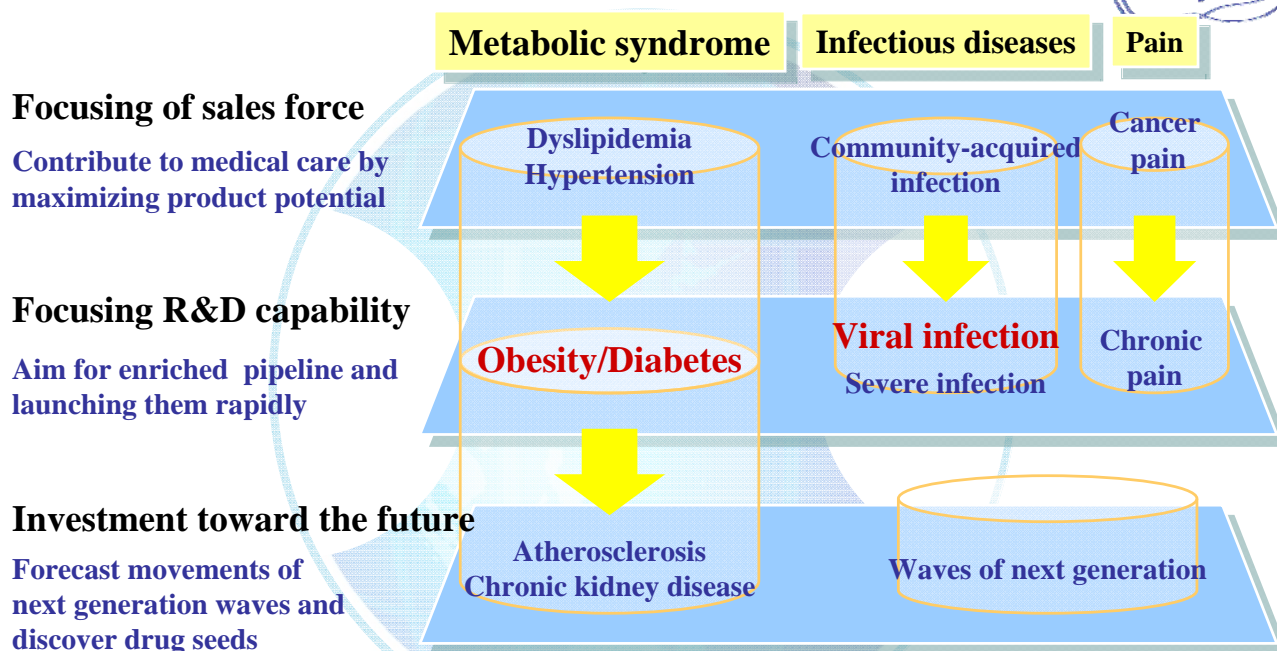 Metabolic syndrome
Infectious diseases
Pain
Focusing of sales force
Contribute to medical care by
maximizing product potential
Dyslipidemia
Hypertension
Community-acquired
infection
Cancer
pain
Focusing R&D capability
Aim for enriched pipeline and
launching them rapidly
Obesity/Diabetes
Viral infection
Severe infection
Chronic
pain
Investment toward the future
Forecast movements of
next generation waves and
discover drug seeds
Atherosclerosis
Chronic kidney disease
Waves of next generation